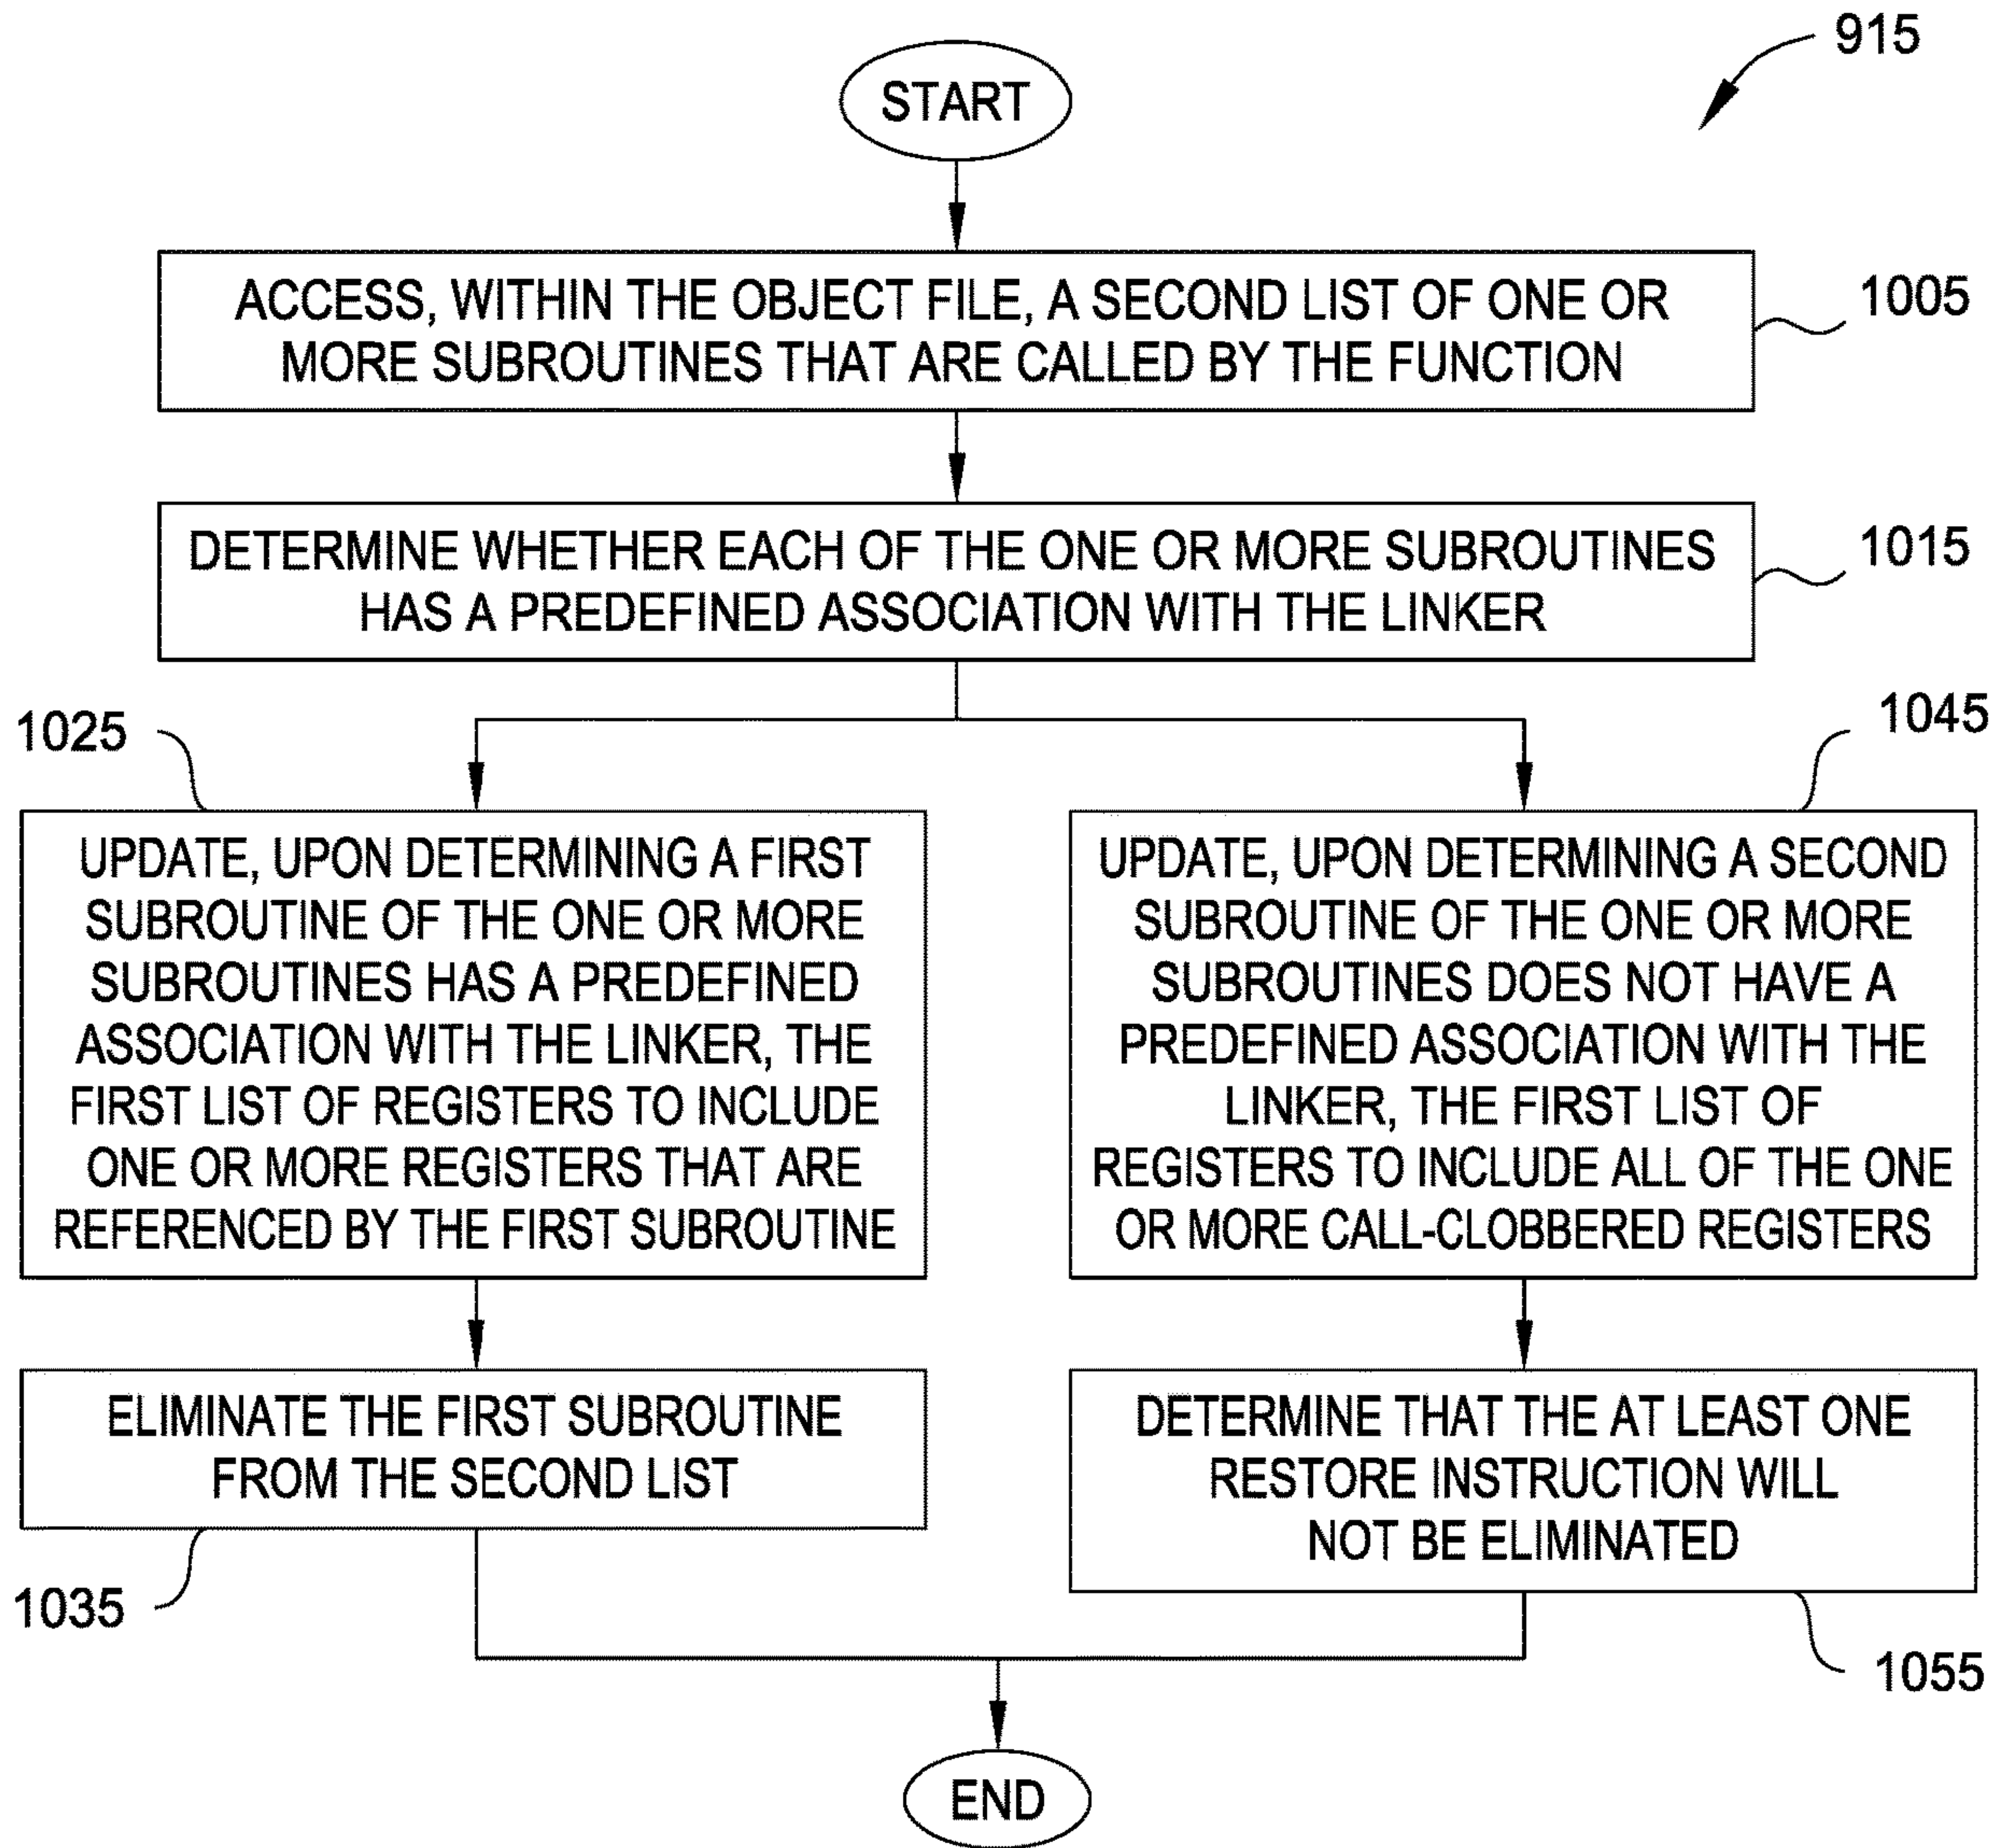 915
START
ACCESS, WITHIN THE OBJECT FILE, A SECOND LIST OF ONE OR
MORE SUBROUTINES THAT ARE CALLED BY THE FUNCTION
1005
DETERMINE WHETHER EACH OF THE ONE OR MORE SUBROUTINES
HAS A PREDEFINED ASSOCIATION WITH THE LINKER
1015
1025
UPDATE, UPON DETERMINING A FIRST
SUBROUTINE OF THE ONE OR MORE
SUBROUTINES HAS A PREDEFINED
ASSOCIATION WITH THE LINKER, THE
FIRST LIST OF REGISTERS TO INCLUDE
ONE OR MORE REGISTERS THAT ARE
REFERENCED BY THE FIRST SUBROUTINE
1045
UPDATE, UPON DETERMINING A SECOND
SUBROUTINE OF THE ONE OR MORE
SUBROUTINES DOES NOT HAVE A
PREDEFINED ASSOCIATION WITH THE
LINKER, THE FIRST LIST OF
REGISTERS TO INCLUDE ALL OF THE ONE
OR MORE CALL-CLOBBERED REGISTERS
ELIMINATE THE FIRST SUBROUTINE
FROM THE SECOND LIST
1035
DETERMINE THAT THE AT LEAST ONE
RESTORE INSTRUCTION WILL
NOT BE ELIMINATED
1055
END